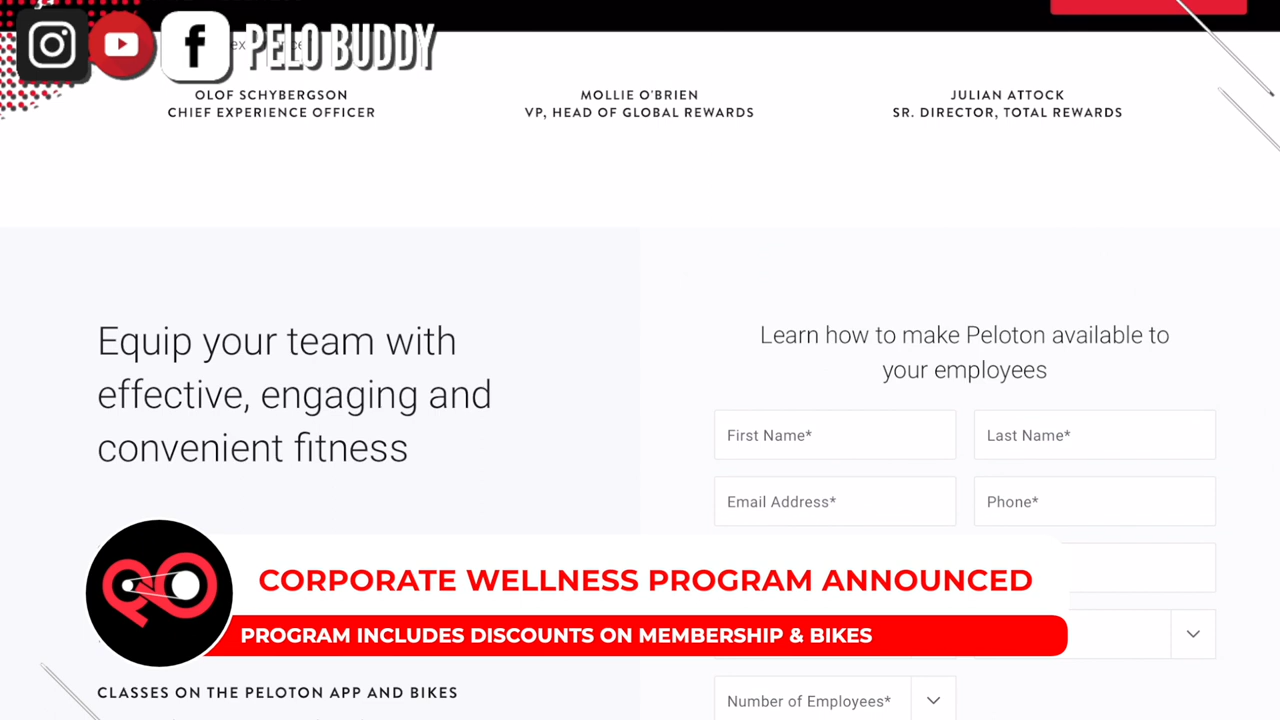 PELO BUDDY
OLOF SCHYBERGSON
CHIEF EXPERIENCE OFFICER
MOLLIE O'BRIEN
VP, HEAD OF GLOBAL REWARDS
JULIAN ATTOCK
SR. DIRECTOR, TOTAL REWARDS
Equip your team with
effective, engaging and
convenient fitness
Learn how to make Peloton available to
your employees
First Name*
Last Name*
Email Address*
Phone*
CORPORATE WELLNESS PROGRAM ANNOUNCED
PROGRAM INCLUDES DISCOUNTS ON MEMBERSHIP & BIKES
CLASSES ON THE PELOTON APP AND BIKES
Number of Employees*